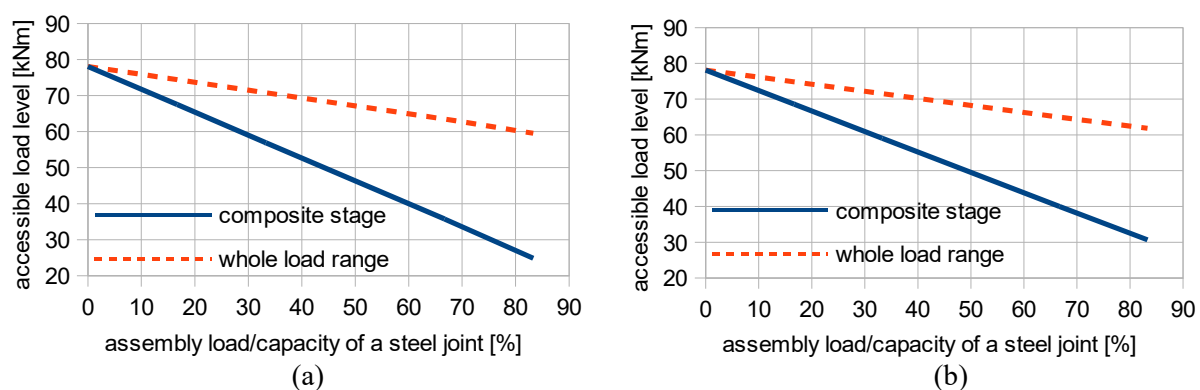 accessible load level [kNm]
90
80
70
60
50
40
30
20
composite stage
whole load range
0 10 20 30 40 50 60 70 80 90
assembly load/capacity of a steel joint [%]
(a)
accessible load level [kNm]
90
80
70
60
50
40
30
20
composite stage
whole load range
0 10 20 30 40 50 60 70 80 90
assembly load/capacity of a steel joint [%]
(b)